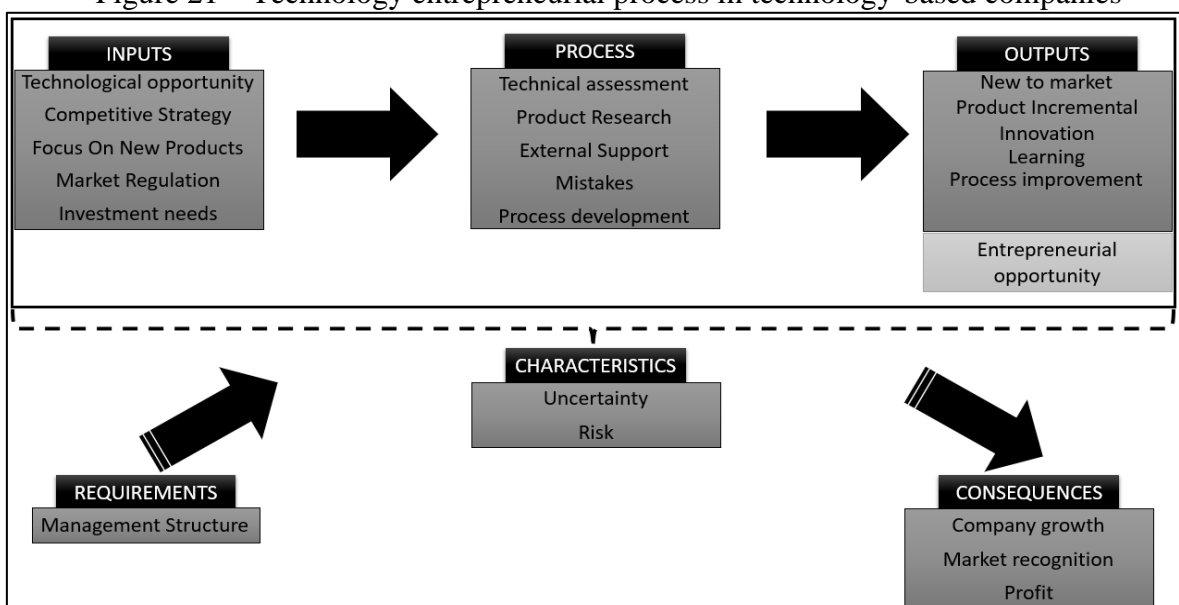 Figure 21 – Technology entrepreneurial process in technology-based companies
INPUTS
Technological opportunity
Competitive Strategy
Focus On New Products
Market Regulation
Investment needs
PROCESS
Technical assessment
Product Research
External Support
Mistakes
Process development
OUTPUTS
New to market
Product Incremental
Innovation
Learning
Process improvement
Entrepreneurial
opportunity
CHARACTERISTICS
Uncertainty
Risk
REQUIREMENTS
Management Structure
CONSEQUENCES
Company growth
Market recognition
Profit